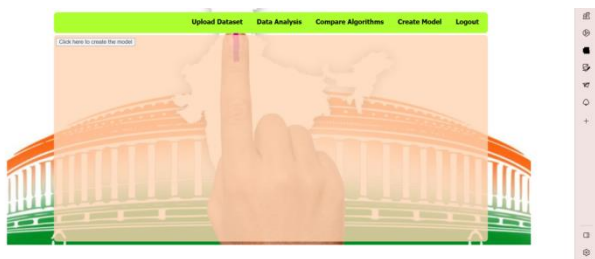 Upload Dataset Data Analysis Compare Algorithms Create Model Logout
Click here to create the model